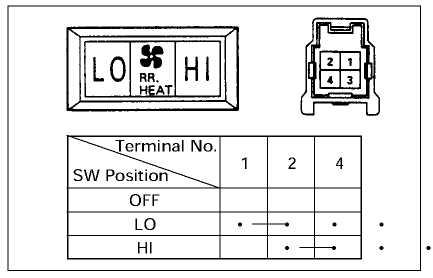 LO RR. HEAT HI
2 1
4 3
Terminal No. 1 2 4
SW Position
OFF
LO
HI